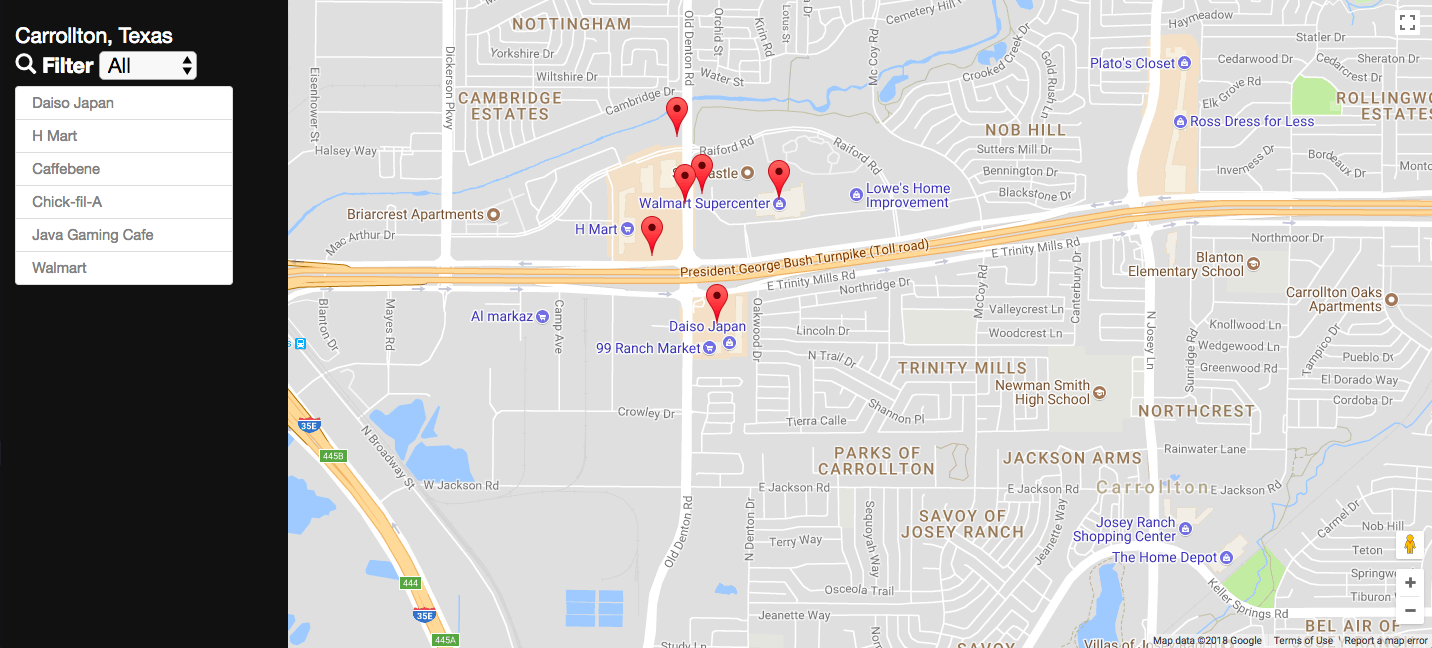 Carrollton, Texas
Filter All
Daiso Japan
H Mart
Caffebene
Chick-fil-A
Java Gaming Cafe
Walmart
NOTTINGHAM
Yorkshire Dr
Wiltshire Dr
CAMBRIDGE
ESTATES
Cambridge Dr
Eisenhower St
Dickerson Pkwy
Halsey Way
Old Denton Rd
Orchid St
Kirin Rd
Lotus St
Water St
Mc Coy Rd
Cemetery Hill
Crooked Creek Dr
Gold Rush Ln
Haymeadow
Statler Dr
Plato's Closet
Cedarwood Dr
Sheraton Dr
Cedarcrest Dr
Elk Grove Rd
ROLLINGWO
ESTATES
Ross Dress for Less
NOB HILL
Sutters Mill Dr
Bennington Dr
Blackstone Dr
Inverness Dr
Bordeaux Dr
Raiford Rd
Raiford Rd
astle
Walmart Supercenter
Lowe's Home
Improvement
Briarcrest Apartments
Mac Arthur Dr
H Mart
President George Bush Turnpike (Toll road)
E Trinity Mills Rd
E Trinity Mills Rd
Northridge Dr
Northmoor Dr
Blanton
Elementary School
Carrollton Oaks
Apartments
Blanton Dr
Mayes Rd
Camp Ave
Al markaz
Daiso Japan
99 Ranch Market
Oakwood Dr
Lincoln Dr
N Trail Dr
McCoy Rd
Canterbury Dr
Valleycrest Ln
Woodcrest Ln
N Josey Ln
Sunridge Rd
Knollwood Ln
Wedgewood Ln
Greenwood Rd
Tampico Dr
Pueblo Dr
El Dorado Way
Cordoba Dr
TRINITY MILLS
Newman Smith
High School
NORTHCREST
Shannon Pl
Tierra Calle
Crowley Dr
35E
445B
N Broadway St
W Jackson Rd
PARKS OF
CARROLLTON
JACKSON ARMS
Rainwater Lane
E Jackson Rd
E Jackson Rd
Carrollton
E Jackson Rd
SAVOY OF
JOSEY RANCH
Josey Ranch
Shopping Center
The Home Depot
Carmel Dr
Nob Hill
Teton
Springw
Tiburon
Old Denton Rd
N Denton Dr
Terry Way
Sequoyah Way
Jeanette Way
Osceola Trail
Jeanette Way
Keller Springs Rd
444
35E
445A
Study Ln
SAVOY
BEL AIR OF
Map data ©2018 Google
Terms of Use
Report a map error